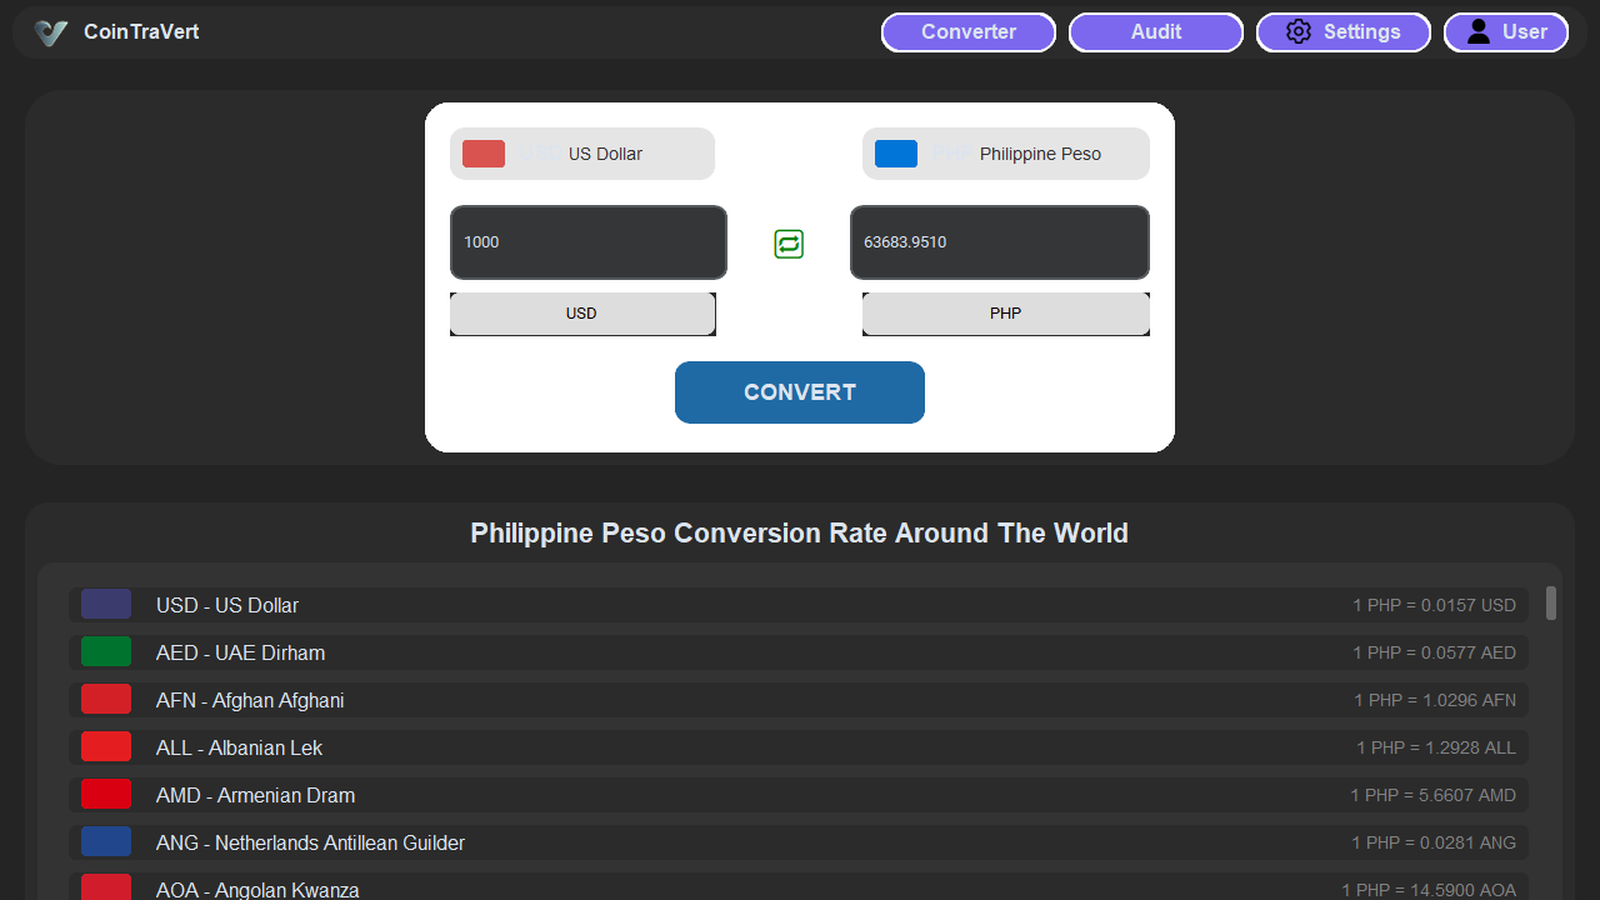 CoinTraVert
Converter
Audit
Settings
User
USD US Dollar
PHP Philippine Peso
1000
63683.9510
USD
PHP
CONVERT
Philippine Peso Conversion Rate Around The World
USD - US Dollar 1 PHP = 0.0157 USD
AED - UAE Dirham 1 PHP = 0.0577 AED
AFN - Afghan Afghani 1 PHP = 1.0296 AFN
ALL - Albanian Lek 1 PHP = 1.2928 ALL
AMD - Armenian Dram 1 PHP = 5.6607 AMD
ANG - Netherlands Antillean Guilder 1 PHP = 0.0281 ANG
AOA - Angolan Kwanza 1 PHP = 14.5900 AOA